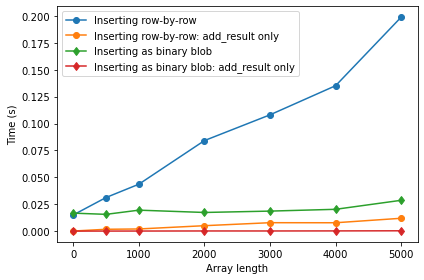 0.200
0.175
0.150
0.125
0.100
0.075
0.050
0.025
0.000
Time (s)
Inserting row-by-row
Inserting row-by-row: add_result only
Inserting as binary blob
Inserting as binary blob: add_result only
0 1000 2000 3000 4000 5000
Array length